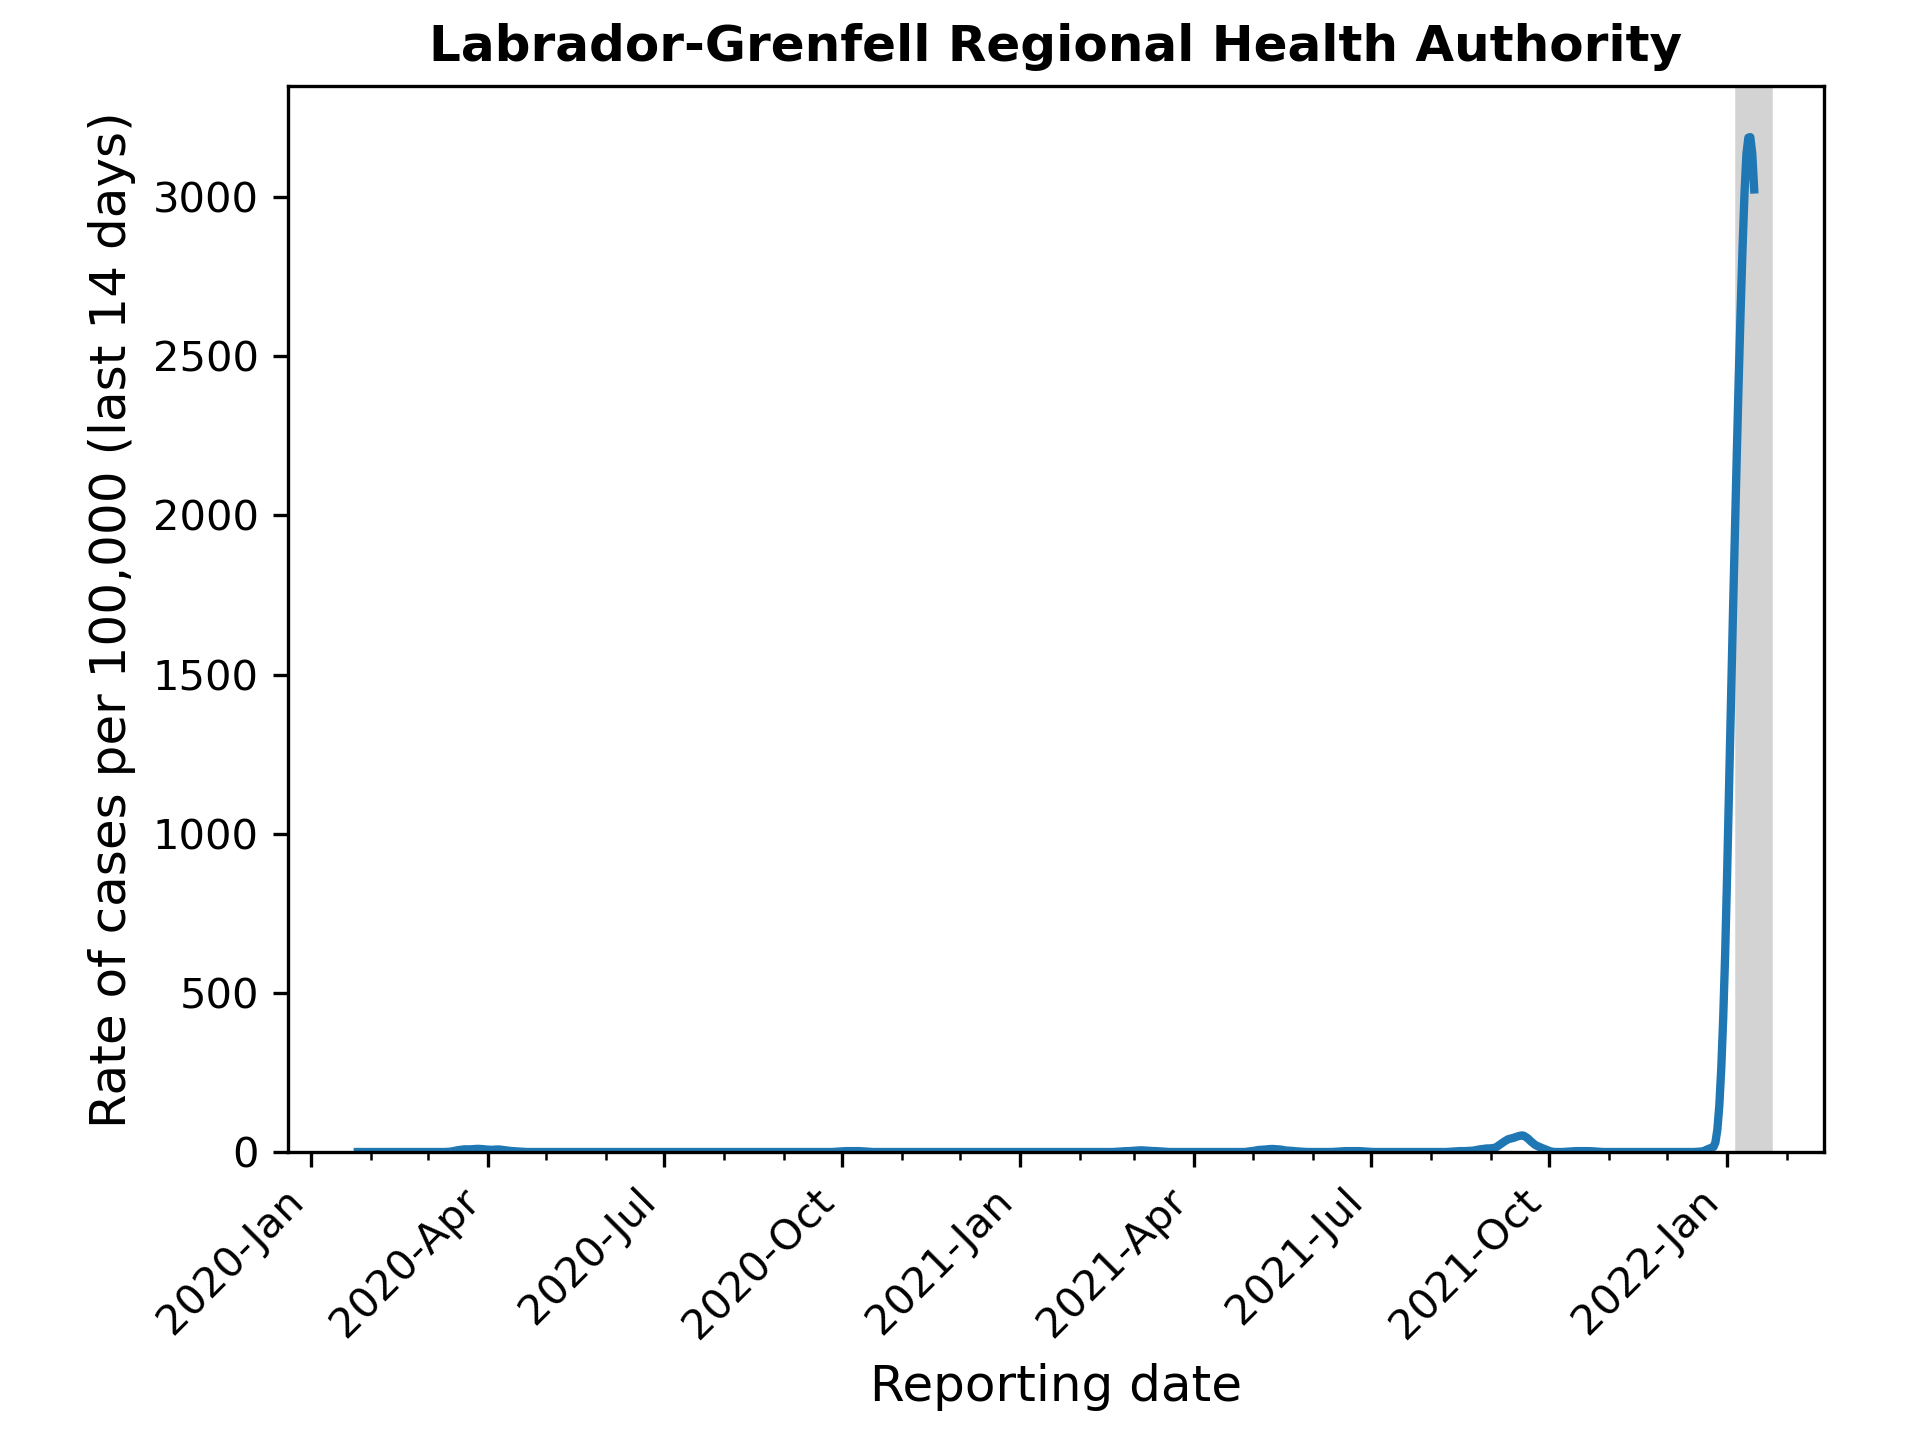 Labrador-Grenfell Regional Health Authority
Rate of cases per 100,000 (last 14 days)
3000
2500
2000
1500
1000
500
0
2020-Jan
2020-Apr
2020-Jul
2020-Oct
2021-Jan
2021-Apr
2021-Jul
2021-Oct
2022-Jan
Reporting date